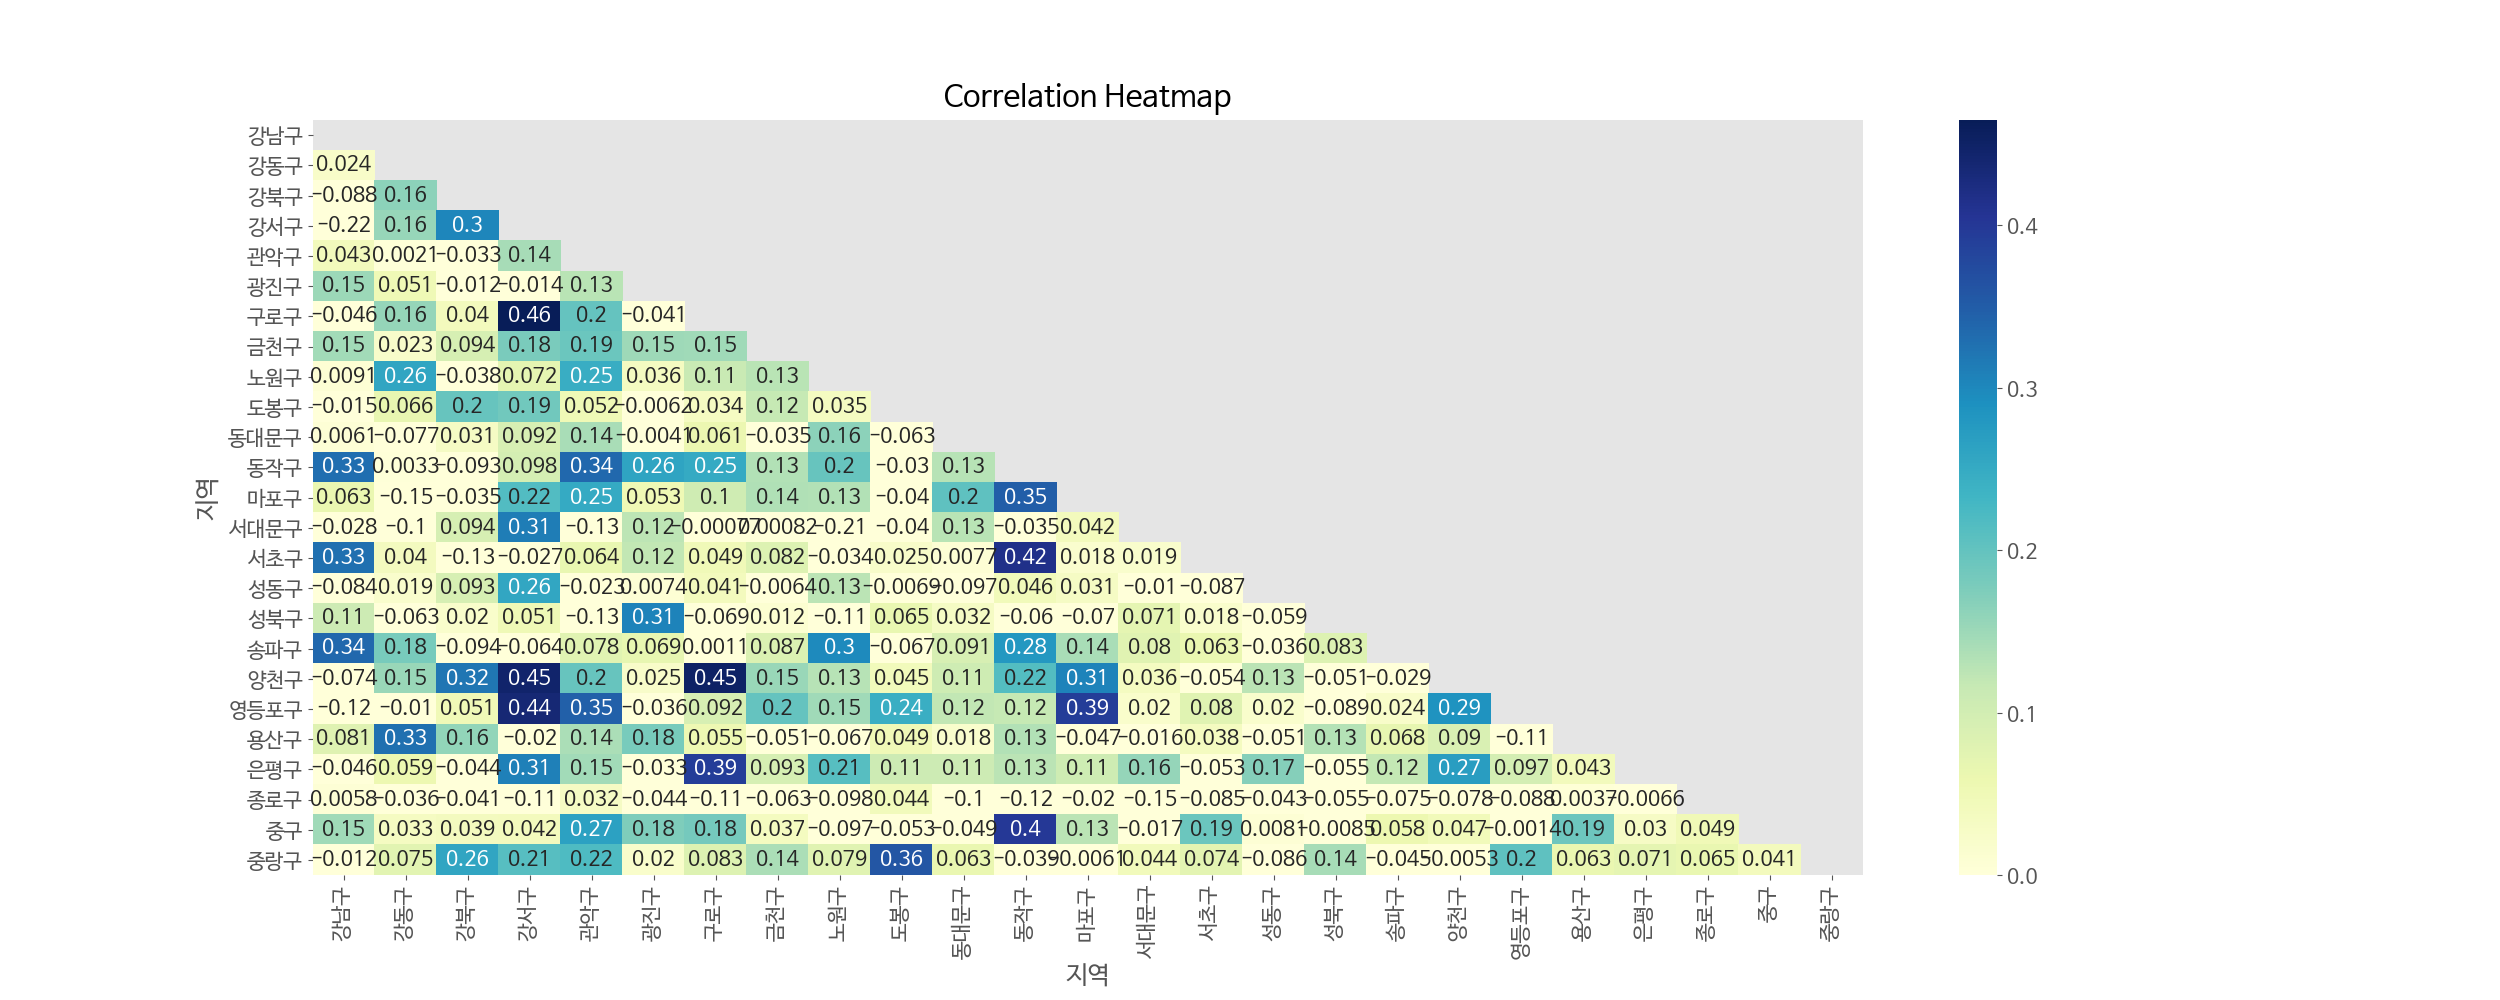 Correlation Heatmap
지역
강남구
강동구 0.024
강북구 −0.088 0.16
강서구 −0.22 0.16 0.3
관악구 0.043 0.0021 −0.033 0.14
광진구 0.15 0.051 −0.012 −0.014 0.13
구로구 −0.046 0.16 0.04 0.46 0.2 −0.041
금천구 0.15 0.023 0.094 0.18 0.19 0.15 0.15
노원구 0.0091 0.26 −0.038 0.072 0.25 0.036 0.11 0.13
도봉구 −0.015 0.066 0.2 0.19 0.052 −0.0062 0.034 0.12 0.035
동대문구 0.0061 −0.077 0.031 0.092 0.14 −0.0041 0.061 −0.035 0.16 −0.063
동작구 0.33 0.0033 −0.093 0.098 0.34 0.26 0.25 0.13 0.2 −0.03 0.13
마포구 0.063 −0.15 −0.035 0.22 0.25 0.053 0.1 0.14 0.13 −0.04 0.2 0.35
서대문구 −0.028 −0.1 0.094 0.31 −0.13 0.12 −0.00077 0.00082 −0.21 −0.04 0.13 −0.035 0.042
서초구 0.33 0.04 −0.13 −0.027 0.064 0.12 0.049 0.082 −0.034 0.025 0.0077 0.42 0.018 0.019
성동구 −0.084 0.019 0.093 0.26 −0.023 0.0074 0.041 −0.0064 0.13 −0.0069 −0.097 0.046 0.031 −0.01 −0.087
성북구 0.11 −0.063 0.02 0.051 −0.13 0.31 −0.069 0.012 −0.11 0.065 0.032 −0.06 −0.07 0.071 0.018 −0.059
송파구 0.34 0.18 −0.094 −0.064 0.078 0.069 0.0011 0.087 0.3 −0.067 0.091 0.28 0.14 0.08 0.063 −0.036 0.083
양천구 −0.074 0.15 0.32 0.45 0.2 0.025 0.45 0.15 0.13 0.045 0.11 0.22 0.31 0.036 −0.054 0.13 −0.051 −0.029
영등포구 −0.12 −0.01 0.051 0.44 0.35 −0.036 0.092 0.2 0.15 0.24 0.12 0.12 0.39 0.02 0.08 0.02 −0.089 0.024 0.29
용산구 0.081 0.33 0.16 −0.02 0.14 0.18 0.055 −0.051 −0.067 0.049 0.018 0.13 −0.047 −0.016 0.038 −0.051 0.13 0.068 0.09 −0.11
은평구 −0.046 0.059 −0.044 0.31 0.15 −0.033 0.39 0.093 0.21 0.11 0.11 0.13 0.11 0.16 −0.053 0.17 −0.055 0.12 0.27 0.097 0.043
종로구 0.0058 −0.036 −0.041 −0.11 0.032 −0.044 −0.11 −0.063 −0.098 0.044 −0.1 −0.12 −0.02 −0.15 −0.085 −0.043 −0.055 −0.075 −0.078 −0.088 0.0037 −0.0066
중구 0.15 0.033 0.039 0.042 0.27 0.18 0.18 0.037 −0.097 −0.053 −0.049 0.4 0.13 −0.017 0.19 0.0081 −0.0085 0.058 0.047 −0.0014 0.19 0.03 0.049
중랑구 −0.012 0.075 0.26 0.21 0.22 0.02 0.083 0.14 0.079 0.36 0.063 −0.039 −0.0061 0.044 0.074 −0.086 0.14 −0.045 −0.0053 0.2 0.063 0.071 0.065 0.041
강남구 강동구 강북구 강서구 관악구 광진구 구로구 금천구 노원구 도봉구 동대문구 동작구 마포구 서대문구 서초구 성동구 성북구 송파구 양천구 영등포구 용산구 은평구 종로구 중구 중랑구
지역
0.4
0.3
0.2
0.1
0.0